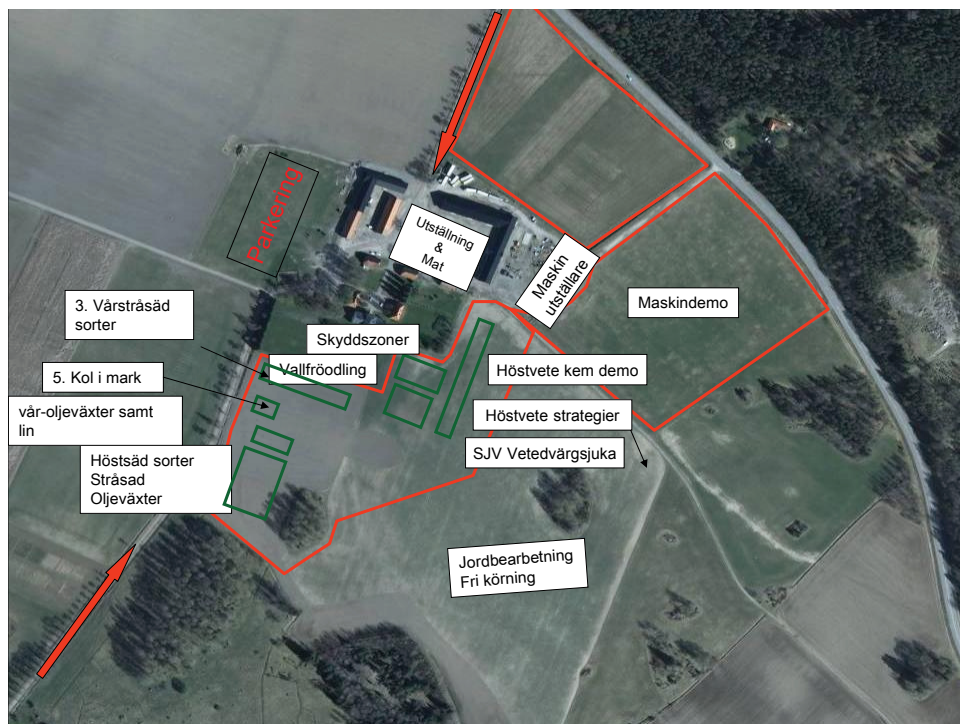 Parkering
Utställning
&
Mat
Maskin
utställare
Maskindemo
3. Vårstråsäd
sorter
Skyddszoner
Vallfröodling
Höstvete kem demo
5. Kol i mark
Höstvete strategier
vår-oljeväxter samt
lin
SJV Vetedvärgsjuka
Höstsäd sorter
Stråsad
Oljeväxter
Jordbearbetning
Fri körning